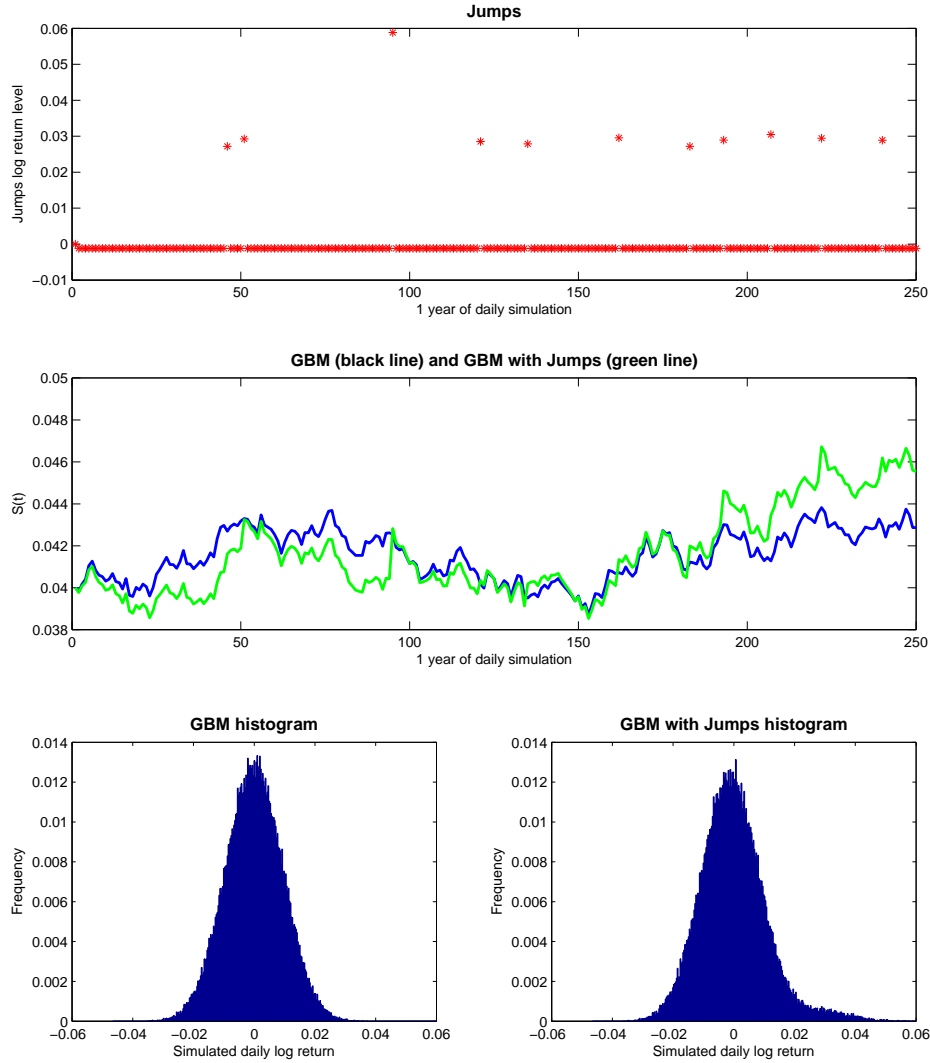 Jumps
0.06
0.05
0.04
0.03
0.02
0.01
0
−0.01
Jumps log return level
0 50 100 150 200 250
1 year of daily simulation
GBM (black line) and GBM with Jumps (green line)
0.05
0.048
0.046
0.044
0.042
0.04
0.038
S(t)
0 50 100 150 200 250
1 year of daily simulation
GBM histogram
0.014
0.012
0.01
0.008
0.006
0.004
0.002
0
Frequency
−0.06 −0.04 −0.02 0 0.02 0.04 0.06
Simulated daily log return
GBM with Jumps histogram
0.014
0.012
0.01
0.008
0.006
0.004
0.002
0
Frequency
−0.06 −0.04 −0.02 0 0.02 0.04 0.06
Simulated daily log return